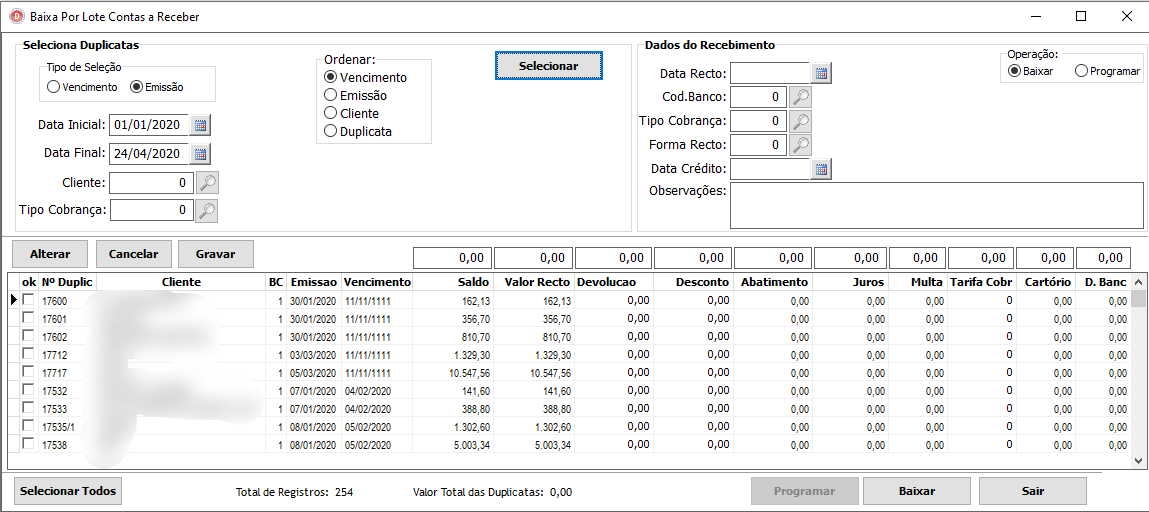 Baixa Por Lote Contas a Receber
Seleciona Duplicatas
Tipo de Seleção
Vencimento Emissão
Data Inicial: 01/01/2020
Data Final: 24/04/2020
Cliente: 0
Tipo Cobrança: 0
Ordenar:
Vencimento
Emissão
Cliente
Duplicata
Selecionar
Dados do Recebimento
Data Recto:
Cod.Banco: 0
Tipo Cobrança: 0
Forma Recto: 0
Data Crédito:
Observações:
Operação:
Baixar Programar
Alterar Cancelar Gravar 0,00 0,00 0,00 0,00 0,00 0,00 0,00 0,00 0,00
ok Nº Duplic Cliente BC Emissao Vencimento Saldo Valor Recto Devolucao Desconto Abatimento Juros Multa Tarifa Cobr Cartório D. Banc
17600 1 30/01/2020 11/11/1111 162,13 162,13 0,00 0,00 0,00 0,00 0,00 0 0,00 0,00
17601 1 30/01/2020 11/11/1111 356,70 356,70 0,00 0,00 0,00 0,00 0,00 0 0,00 0,00
17602 1 30/01/2020 11/11/1111 810,70 810,70 0,00 0,00 0,00 0,00 0,00 0 0,00 0,00
17712 1 03/03/2020 11/11/1111 1.329,30 1.329,30 0,00 0,00 0,00 0,00 0,00 0 0,00 0,00
17717 1 05/03/2020 11/11/1111 10.547,56 10.547,56 0,00 0,00 0,00 0,00 0,00 0 0,00 0,00
17532 1 07/01/2020 04/02/2020 141,60 141,60 0,00 0,00 0,00 0,00 0,00 0 0,00 0,00
17533 1 07/01/2020 04/02/2020 388,80 388,80 0,00 0,00 0,00 0,00 0,00 0 0,00 0,00
17535/1 1 08/01/2020 05/02/2020 1.302,60 1.302,60 0,00 0,00 0,00 0,00 0,00 0 0,00 0,00
17538 1 08/01/2020 05/02/2020 5.003,34 5.003,34 0,00 0,00 0,00 0,00 0,00 0 0,00 0,00
Selecionar Todos Total de Registros: 254 Valor Total das Duplicatas: 0,00 Programar Baixar Sair